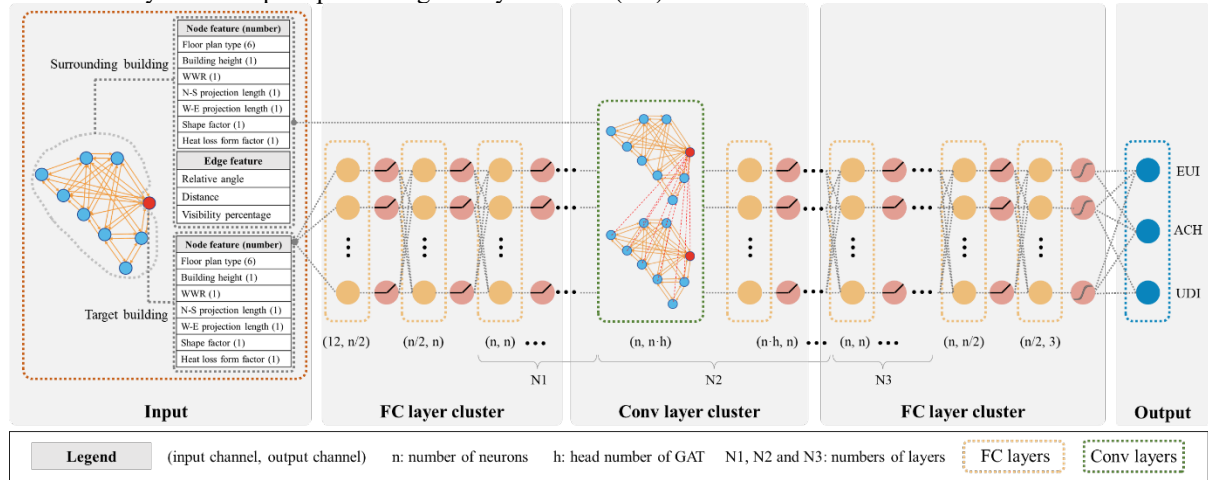 Node feature (number)
Floor plan type (6)
Building height (1)
WWR (1)
N-S projection length (1)
W-E projection length (1)
Shape factor (1)
Heat loss form factor (1)
Edge feature
Relative angle
Distance
Visibility percentage
Node feature (number)
Floor plan type (6)
Building height (1)
WWR (1)
N-S projection length (1)
W-E projection length (1)
Shape factor (1)
Heat loss form factor (1)
Surrounding building
Target building
EUI
ACH
UDI
(12, n/2)
(n/2, n)
(n, n)
(n, n·h)
(n·h, n)
(n, n)
(n, n/2)
(n/2, 3)
N1
N2
N3
Input
FC layer cluster
Conv layer cluster
FC layer cluster
Output
Legend
(input channel, output channel)
n: number of neurons
h: head number of GAT
N1, N2 and N3: numbers of layers
FC layers
Conv layers